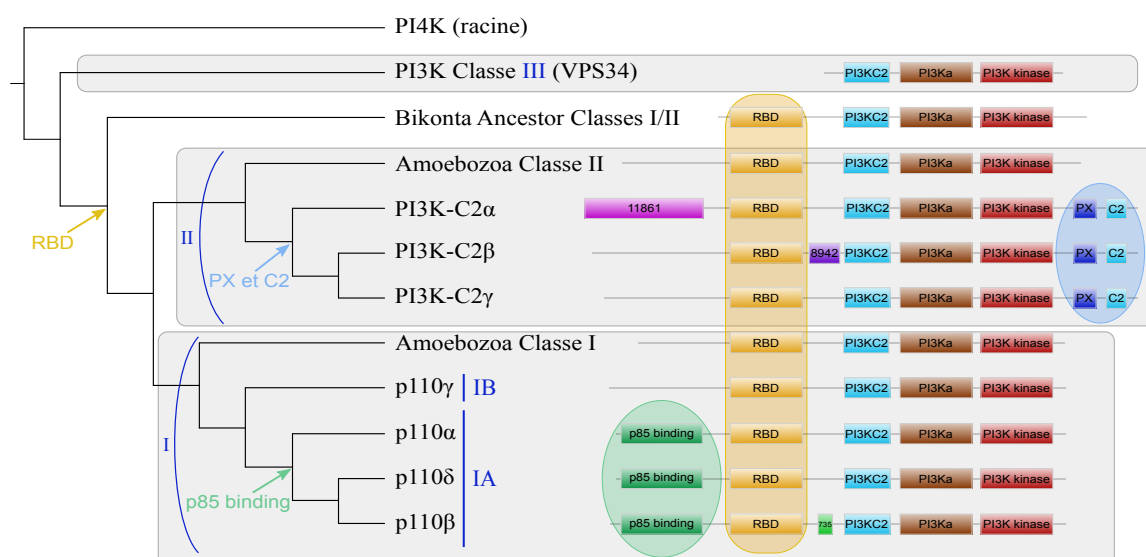 PI4K (racine)
PI3K Classe III (VPS34) PI3KC2 PI3Ka PI3K kinase
Bikonta Ancestor Classes I/II RBD PI3KC2 PI3Ka PI3K kinase
Amoebozoa Classe II RBD PI3KC2 PI3Ka PI3K kinase
PI3K-C2α 11861 RBD PI3KC2 PI3Ka PI3K kinase PX C2
RBD
II
PX et C2
PI3K-C2β RBD 8942 PI3KC2 PI3Ka PI3K kinase PX C2
PI3K-C2γ RBD PI3KC2 PI3Ka PI3K kinase PX C2
Amoebozoa Classe I RBD PI3KC2 PI3Ka PI3K kinase
p110γ IB RBD PI3KC2 PI3Ka PI3K kinase
I
p110α p85 binding RBD PI3KC2 PI3Ka PI3K kinase
p85 binding
p110δ IA p85 binding RBD PI3KC2 PI3Ka PI3K kinase
p110β p85 binding RBD 735 PI3KC2 PI3Ka PI3K kinase